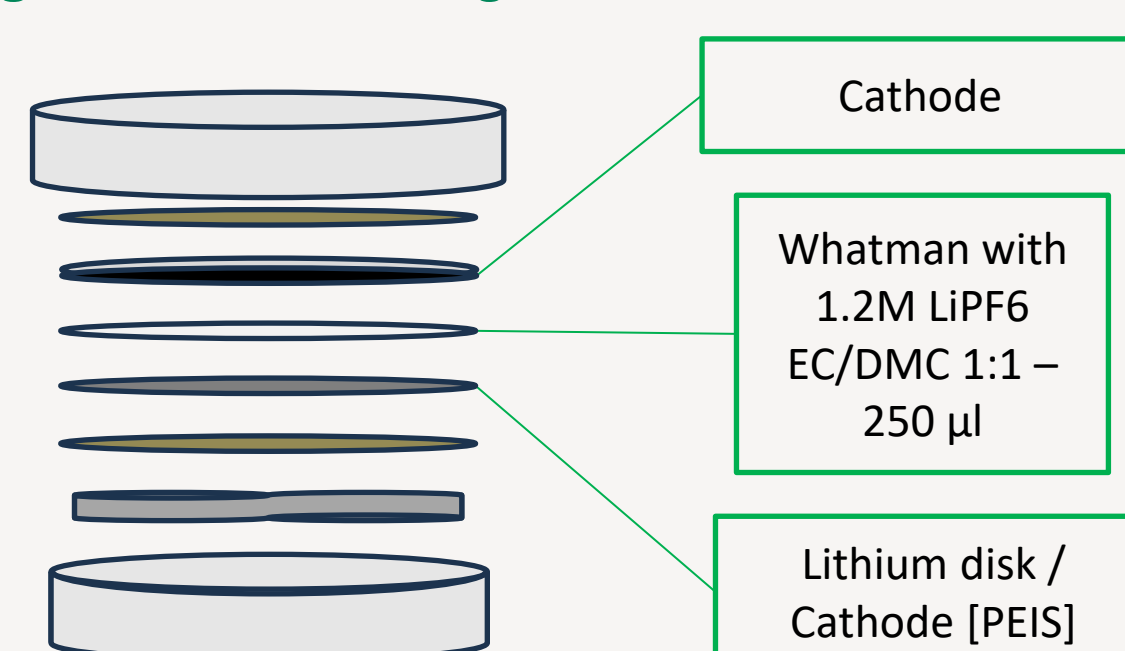 Cathode
Whatman with
1.2M LiPF6
EC/DMC 1:1 –
250 µl
Lithium disk /
Cathode [PEIS]